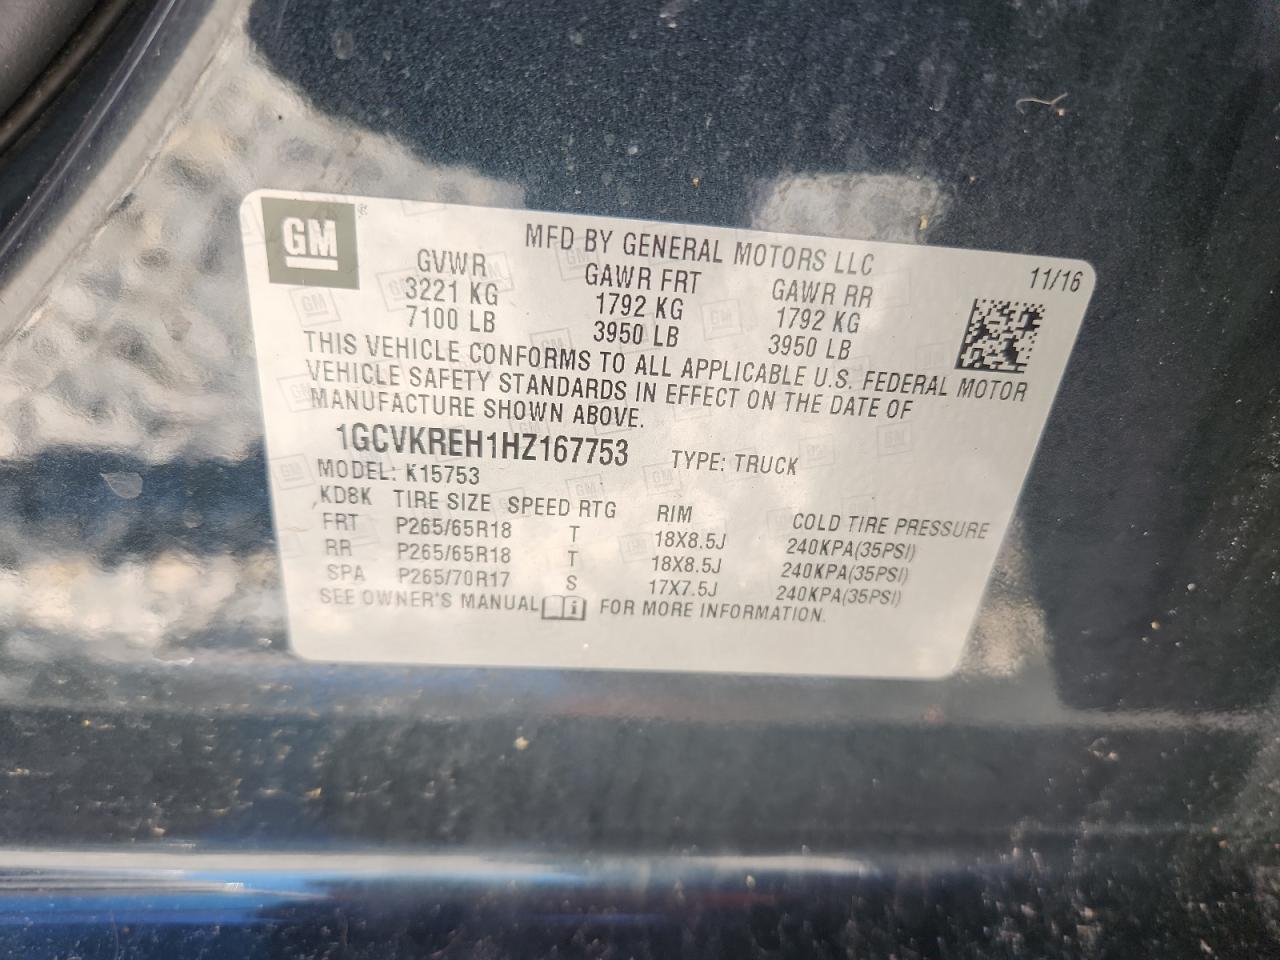 GM
MFD BY GENERAL MOTORS LLC
11/16
GVWR GAWR FRT GAWR RR
3221 KG 1792 KG 1792 KG
7100 LB 3950 LB 3950 LB
THIS VEHICLE CONFORMS TO ALL APPLICABLE U.S. FEDERAL MOTOR
VEHICLE SAFETY STANDARDS IN EFFECT ON THE DATE OF
MANUFACTURE SHOWN ABOVE.
1GCVKREH1HZ167753 TYPE: TRUCK
MODEL: K15753
KD8K TIRE SIZE SPEED RTG RIM COLD TIRE PRESSURE
FRT P265/65R18 T 18X8.5J 240KPA(35PSI)
RR P265/65R18 T 18X8.5J 240KPA(35PSI)
SPA P265/70R17 S 17X7.5J 240KPA(35PSI)
SEE OWNER'S MANUAL FOR MORE INFORMATION.